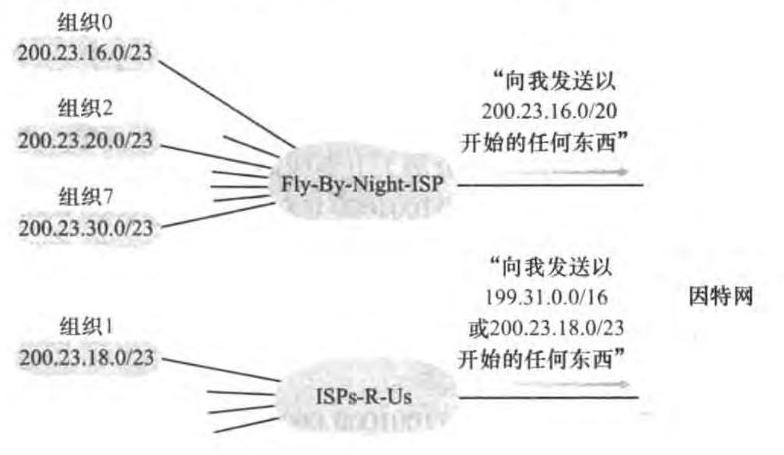 组织0
200.23.16.0/23
组织2
200.23.20.0/23
组织7
200.23.30.0/23
Fly-By-Night-ISP
“向我发送以
200.23.16.0/20
开始的任何东西”
组织1
200.23.18.0/23
ISPs-R-Us
“向我发送以
199.31.0.0/16
或200.23.18.0/23
开始的任何东西”
因特网